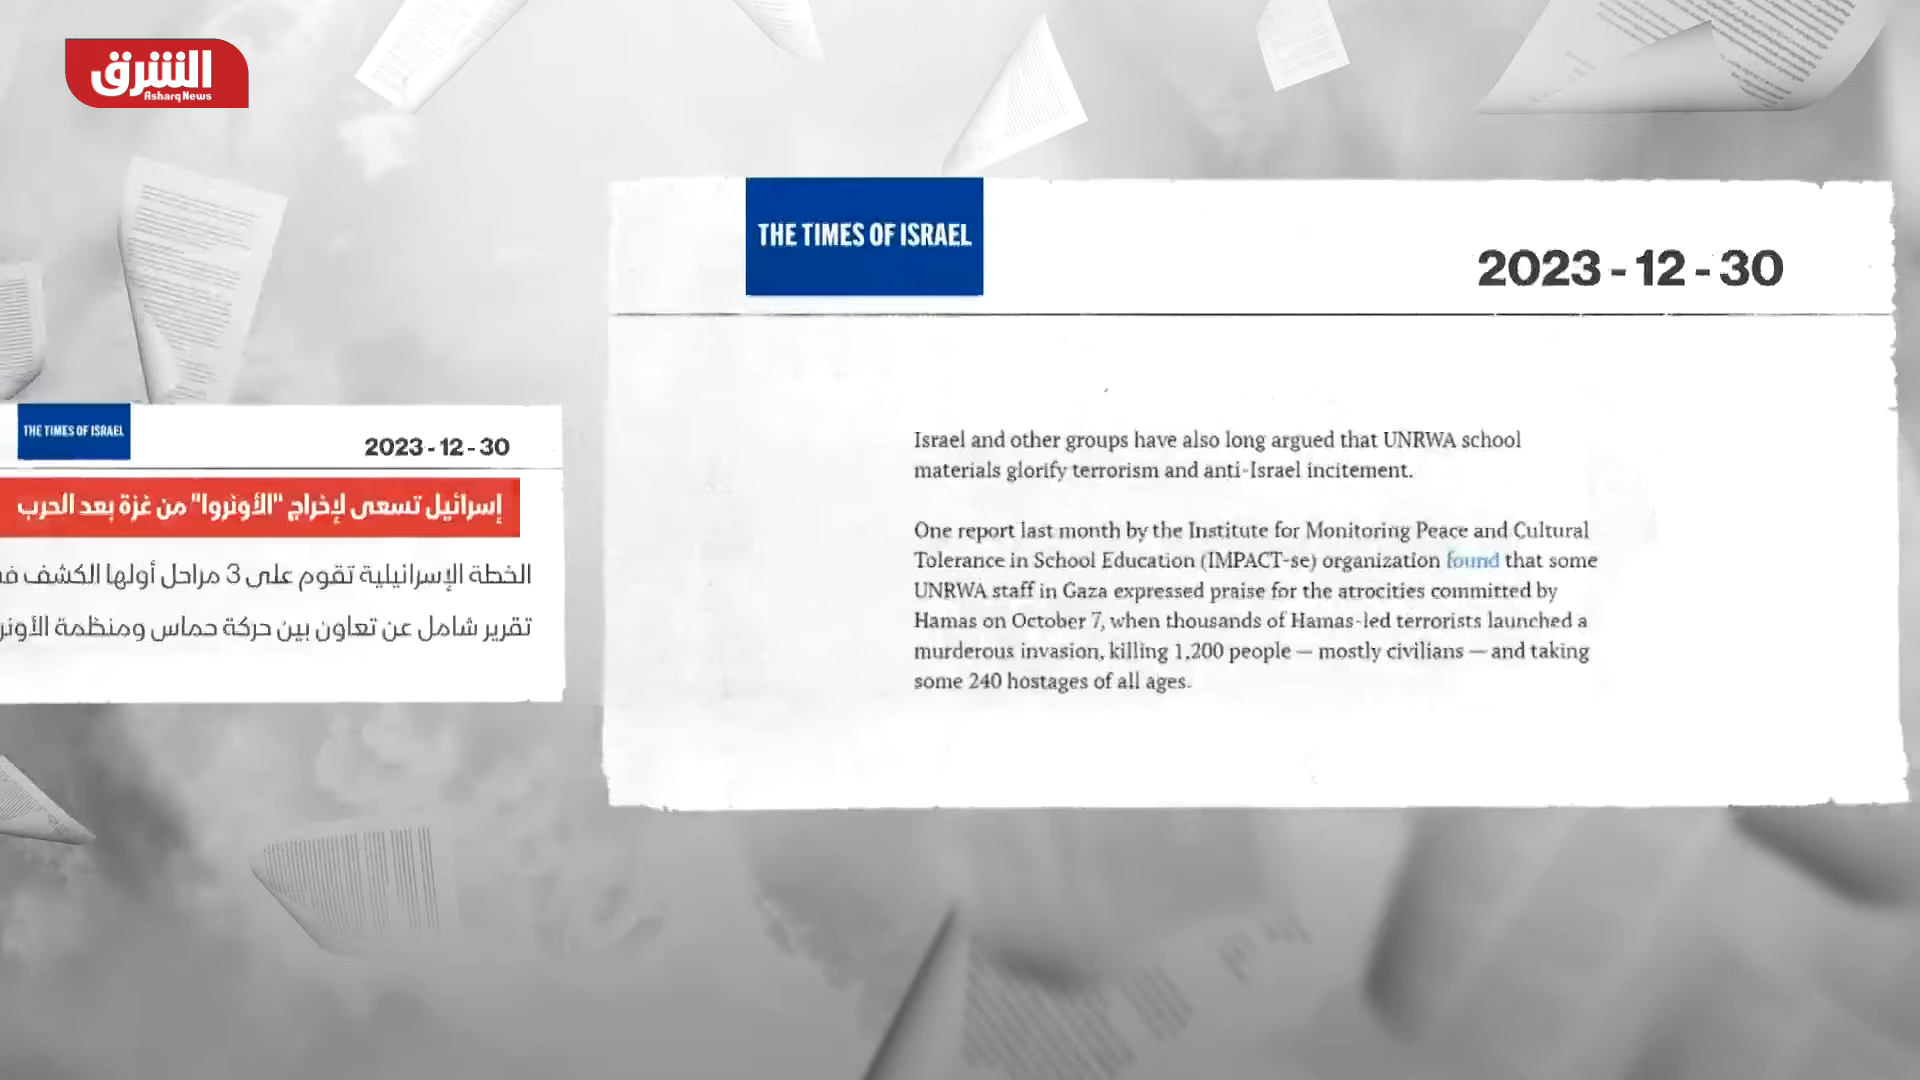 الشرق
Asharq News
THE TIMES OF ISRAEL
2023 - 12 - 30
Israel and other groups have also long argued that UNRWA school
materials glorify terrorism and anti-Israel incitement.
One report last month by the Institute for Monitoring Peace and Cultural
Tolerance in School Education (IMPACT-se) organization found that some
UNRWA staff in Gaza expressed praise for the atrocities committed by
Hamas on October 7, when thousands of Hamas-led terrorists launched a
murderous invasion, killing 1,200 people — mostly civilians — and taking
some 240 hostages of all ages.
THE TIMES OF ISRAEL
2023 - 12 - 30
إسرائيل تسعى لإخراج "الأونروا" من غزة بعد الحرب
الخطة الإسرائيلية تقوم على 3 مراحل أولها الكشف
تقرير شامل عن تعاون بين حركة حماس ومنظمة